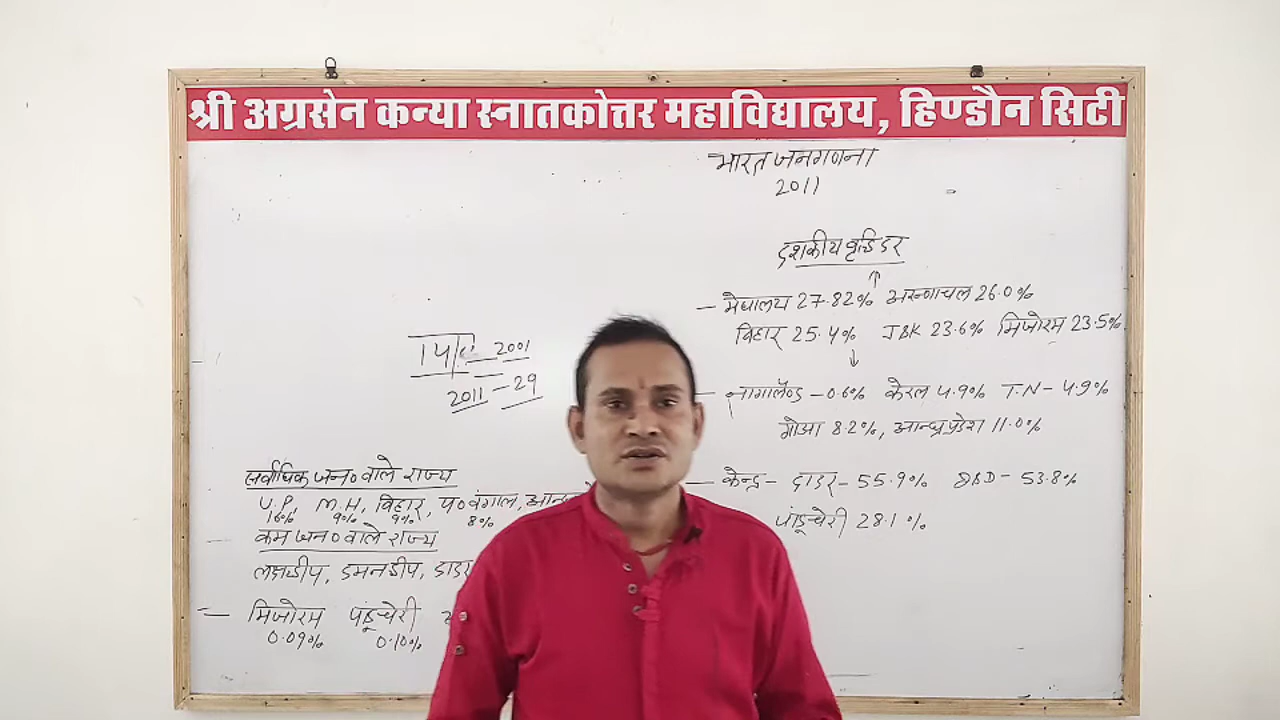 श्री अग्रसेन कन्या स्नातकोत्तर महाविद्यालय, हिण्डौन सिटी
भारत जनगणना
2011
दशकीय वृद्धि दर
↑
- मेघालय 27.82% अरुणाचल 26.0%
बिहार 25.4% J&K 23.6% मिजोरम 23.5%
↓
- नागालैण्ड -0.6% केरल 4.9% T.N- 4.9%
गोआ 8.2%, आन्ध्रप्रदेश 11.0%
- केन्द्र- दादर- 55.9% D&D- 53.8%
पांडूचेरी 28.1%
2001
2011 - 29
सर्वाधिक जन० वाले राज्य
U.P, M.H, बिहार, प० बंगाल, आन्ध
16% 9% 9% 8%
कम जन० वाले राज्य
लक्षद्वीप, दमनद्वीप, दादर
- मिजोरम पांडूचेरी
0.09% 0.10%